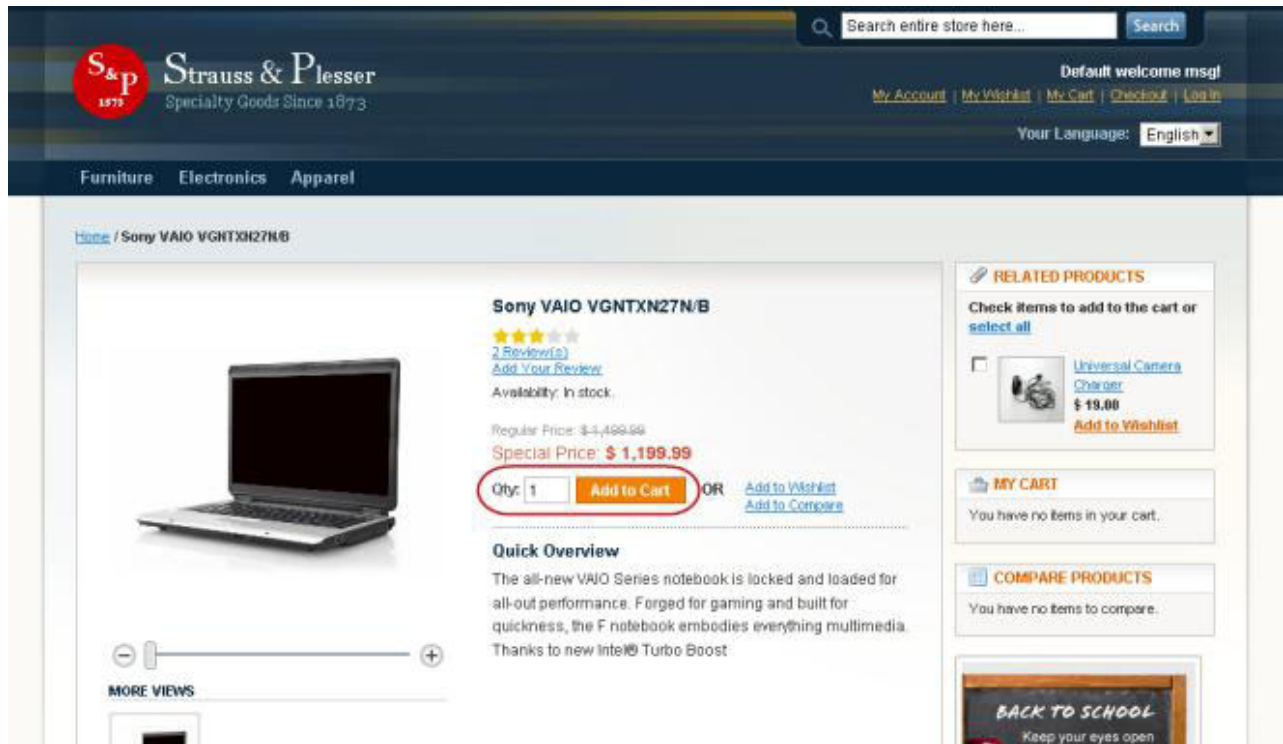 Search entire store here...
Search
S&P
1873
Strauss & Plesser
Specialty Goods Since 1873
Default welcome msg!
My Account | My Wishlist | My Cart | Checkout | Log In
Your Language: English
Furniture Electronics Apparel
Home / Sony VAIO VGNTXN27N/B
Sony VAIO VGNTXN27N/B
2 Review(s)
Add Your Review
Availability: In stock.
Regular Price: $ 1,499.99
Special Price: $ 1,199.99
Qty: 1 Add to Cart OR Add to Wishlist
Add to Compare
Quick Overview
The all-new VAIO Series notebook is locked and loaded for
all-out performance. Forged for gaming and built for
quickness, the F notebook embodies everything multimedia.
Thanks to new Intel® Turbo Boost
MORE VIEWS
RELATED PRODUCTS
Check items to add to the cart or
select all
Universal Camera
Charger
$ 19.00
Add to Wishlist
MY CART
You have no items in your cart.
COMPARE PRODUCTS
You have no items to compare.
BACK TO SCHOOL
Keep your eyes open